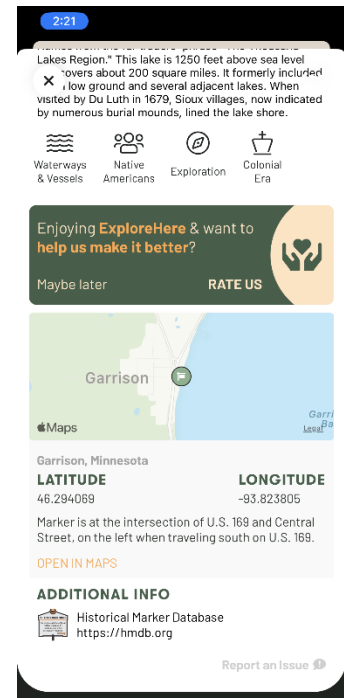 2:21
Lakes Region." This lake is 1250 feet above sea level
covers about 200 square miles. It formerly included
low ground and several adjacent lakes. When
visited by Du Luth in 1679, Sioux villages, now indicated
by numerous burial mounds, lined the lake shore.
Waterways
& Vessels
Native
Americans
Exploration
Colonial
Era
Enjoying ExploreHere & want to
help us make it better?
Maybe later
RATE US
Garrison
Garri
Ba
Maps
Legal
Garrison, Minnesota
LATITUDE
LONGITUDE
46.294069
-93.823805
Marker is at the intersection of U.S. 169 and Central
Street, on the left when traveling south on U.S. 169.
OPEN IN MAPS
ADDITIONAL INFO
Historical Marker Database
https://hmdb.org
Report an Issue